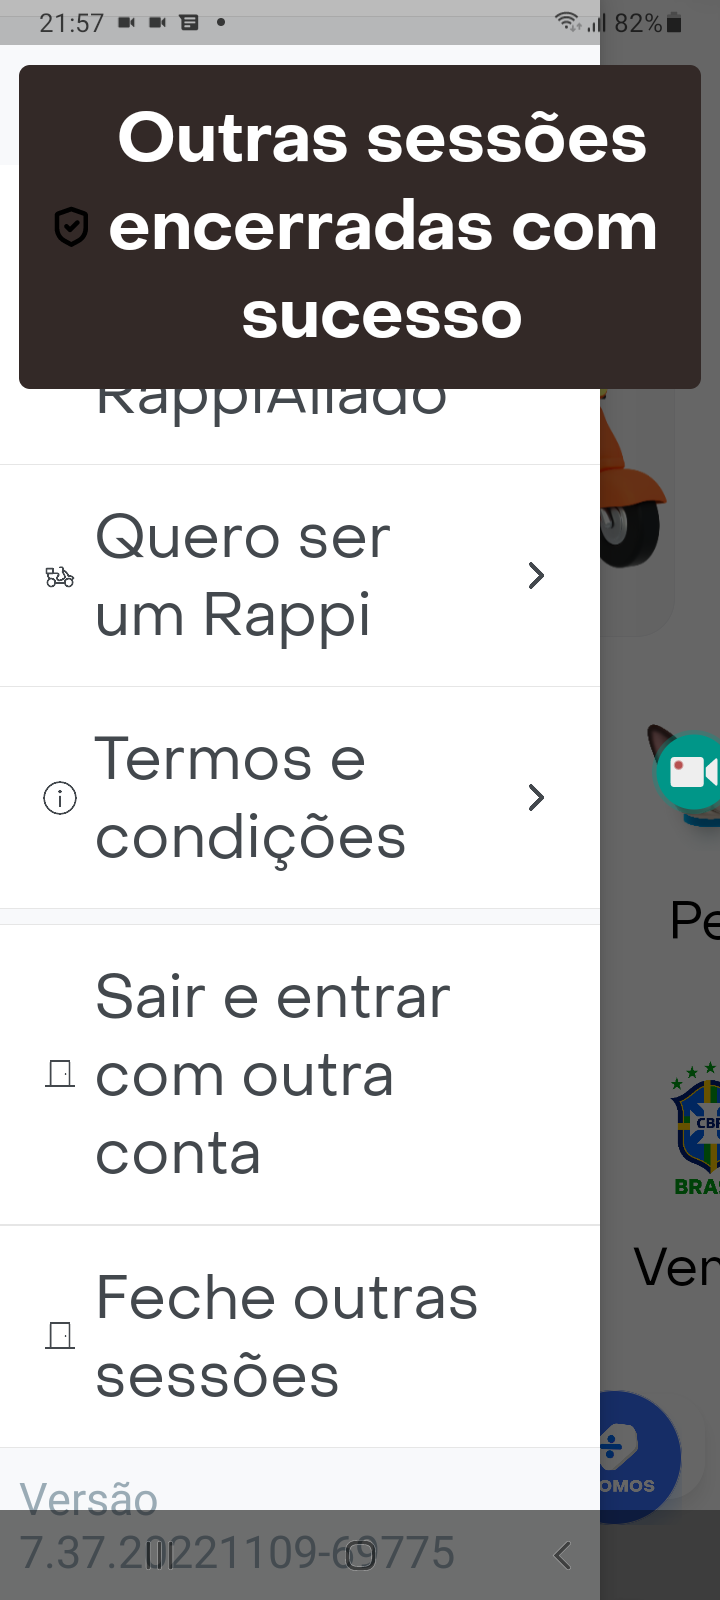 21:57
82%
Outras sessões
encerradas com
sucesso
RappiAliado
Quero ser
um Rappi
Termos e
condições
Pe
Sair e entrar
com outra
conta
CBF
BRAS
Ver
Feche outras
sessões
OMOS
Versão
7.37.20221109-69775